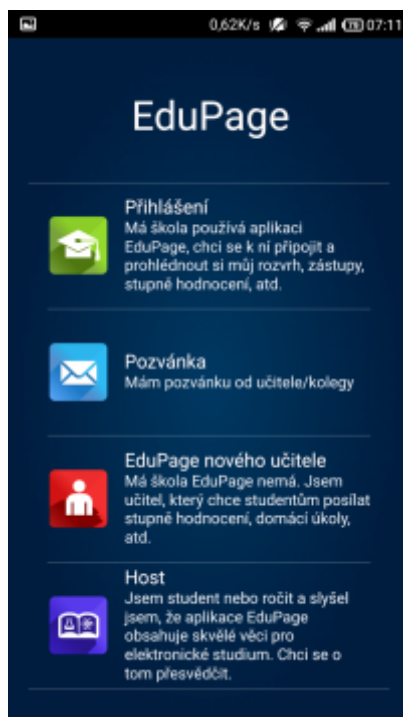 0,62K/s 78 07:11
EduPage
Přihlášení
Má škola používá aplikaci
EduPage, chci se k ní připojit a
prohlédnout si můj rozvrh, zástupy,
stupně hodnocení, atd.
Pozvánka
Mám pozvánku od učitele/kolegy
EduPage nového učitele
Má škola EduPage nemá. Jsem
učitel, který chce studentům posílat
stupně hodnocení, domácí úkoly,
atd.
Host
Jsem student nebo ročit a slyšel
jsem, že aplikace EduPage
obsahuje skvělé věci pro
elektronické studium. Chci se o
tom přesvědčit.